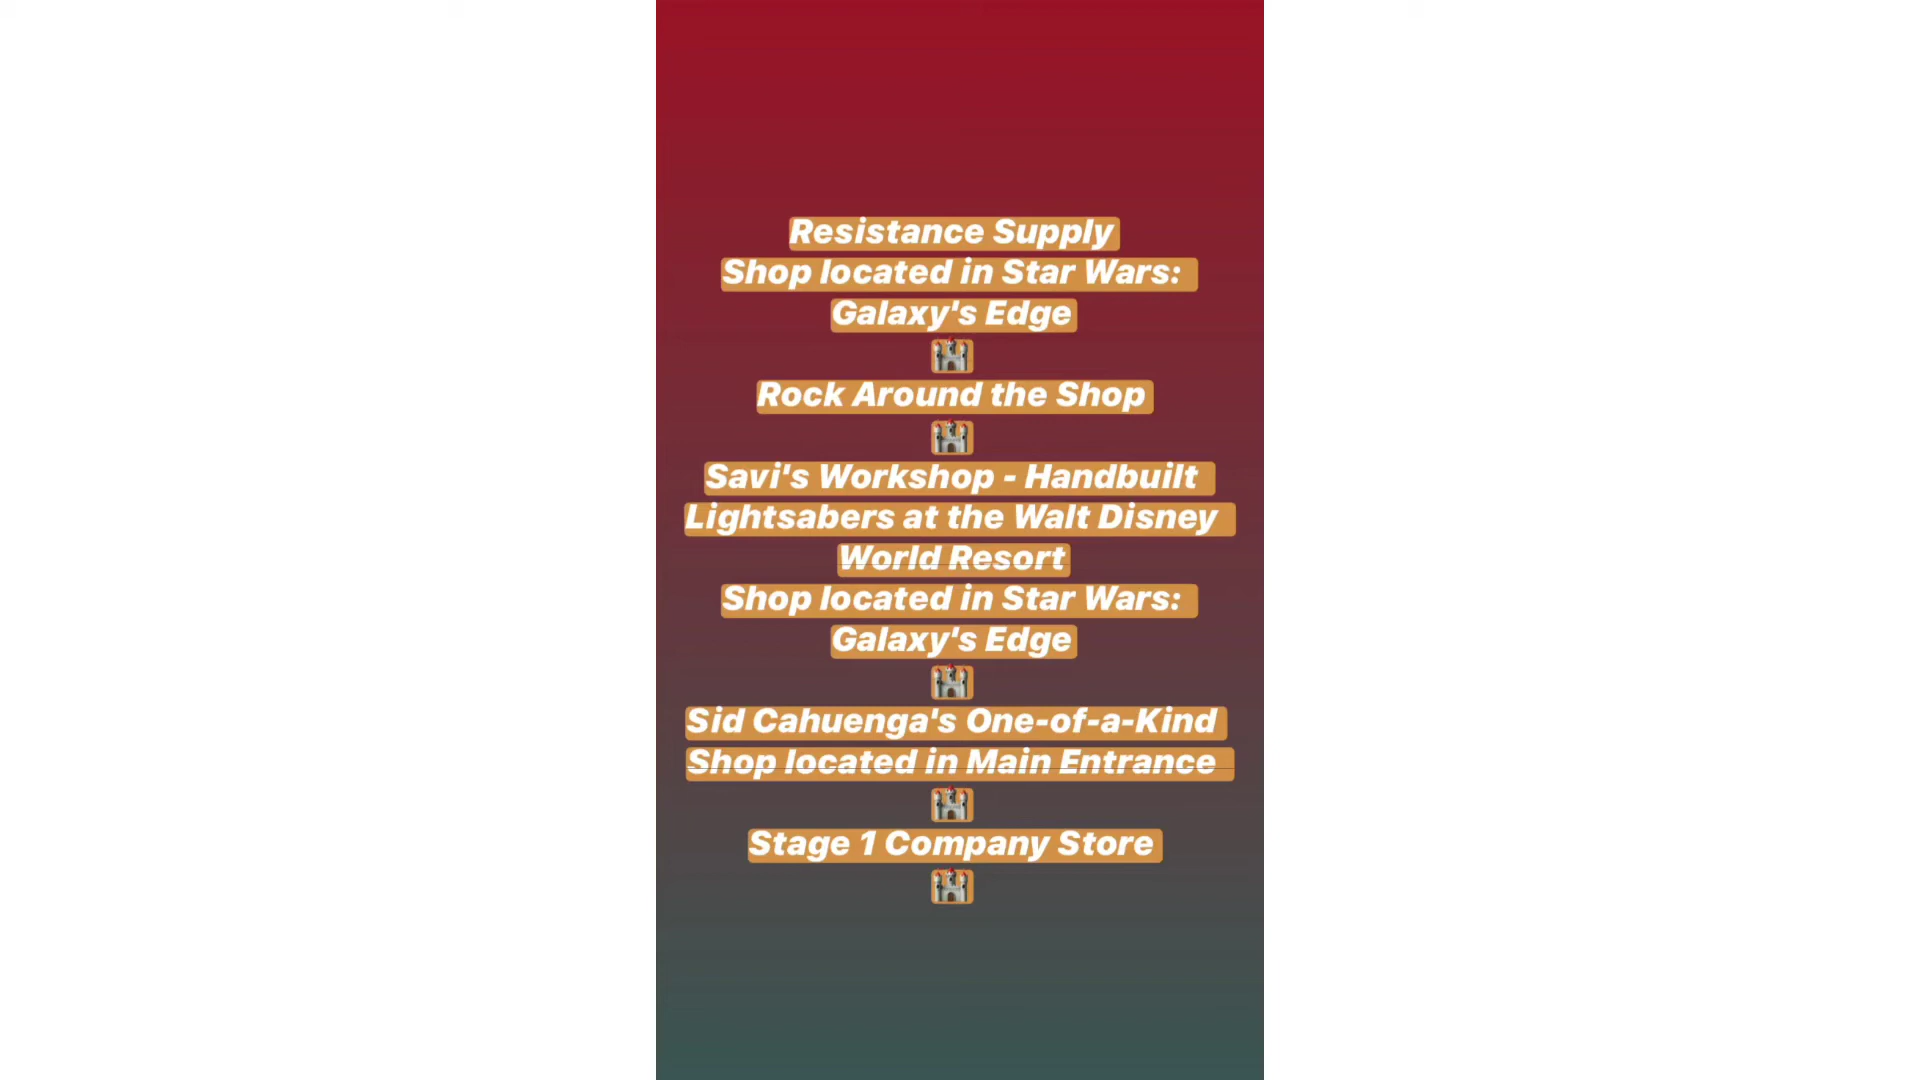 Resistance Supply
Shop located in Star Wars:
Galaxy's Edge
🏰
Rock Around the Shop
🏰
Savi's Workshop - Handbuilt
Lightsabers at the Walt Disney
World Resort
Shop located in Star Wars:
Galaxy's Edge
🏰
Sid Cahuenga's One-of-a-Kind
Shop located in Main Entrance
🏰
Stage 1 Company Store
🏰